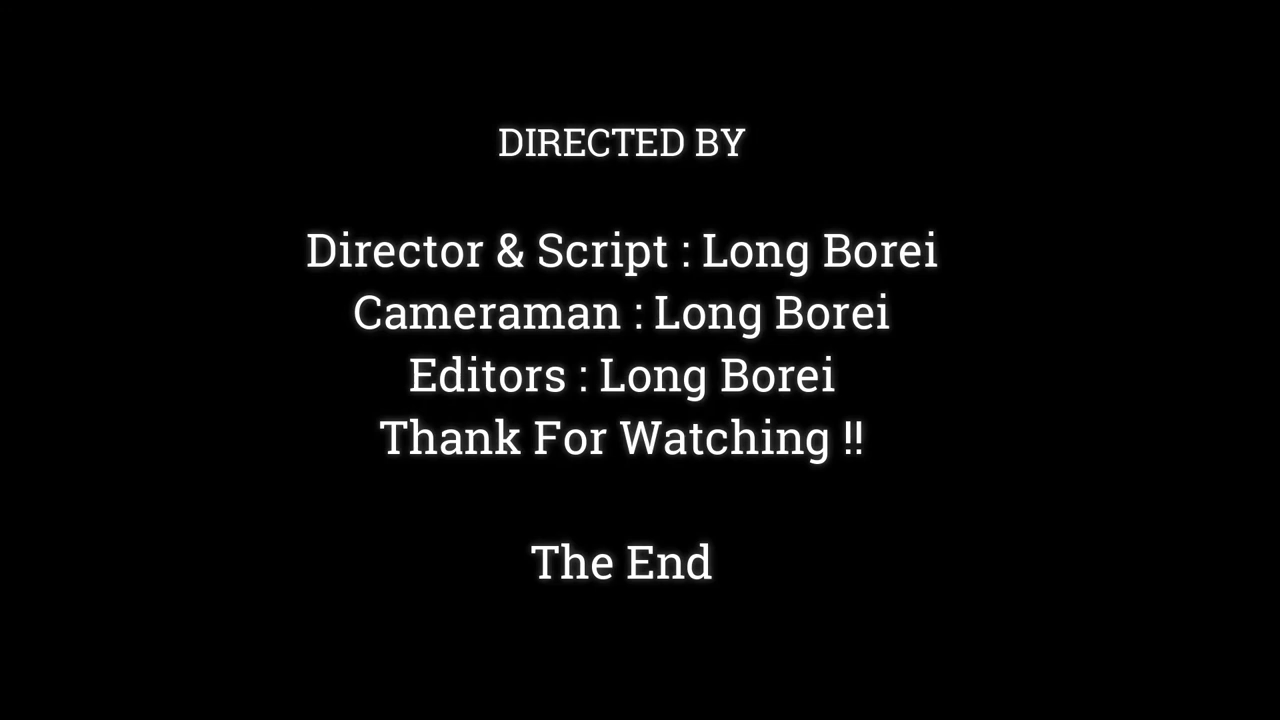 DIRECTED BY
Director & Script : Long Borei
Cameraman : Long Borei
Editors : Long Borei
Thank For Watching !!
The End